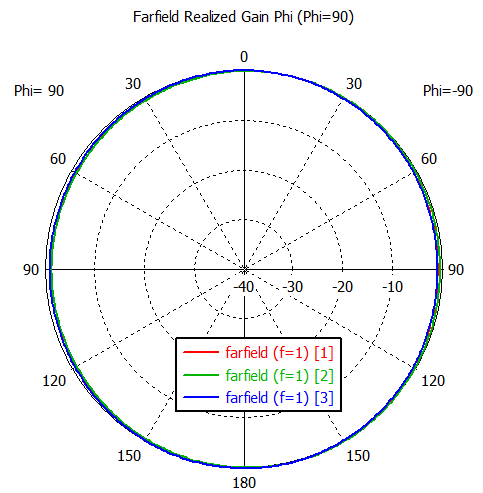 Farfield Realized Gain Phi (Phi=90)
0
30
30
Phi= 90
Phi=-90
60
60
90
90
-40
-30
-20
-10
farfield (f=1) [1]
farfield (f=1) [2]
farfield (f=1) [3]
120
120
150
150
180